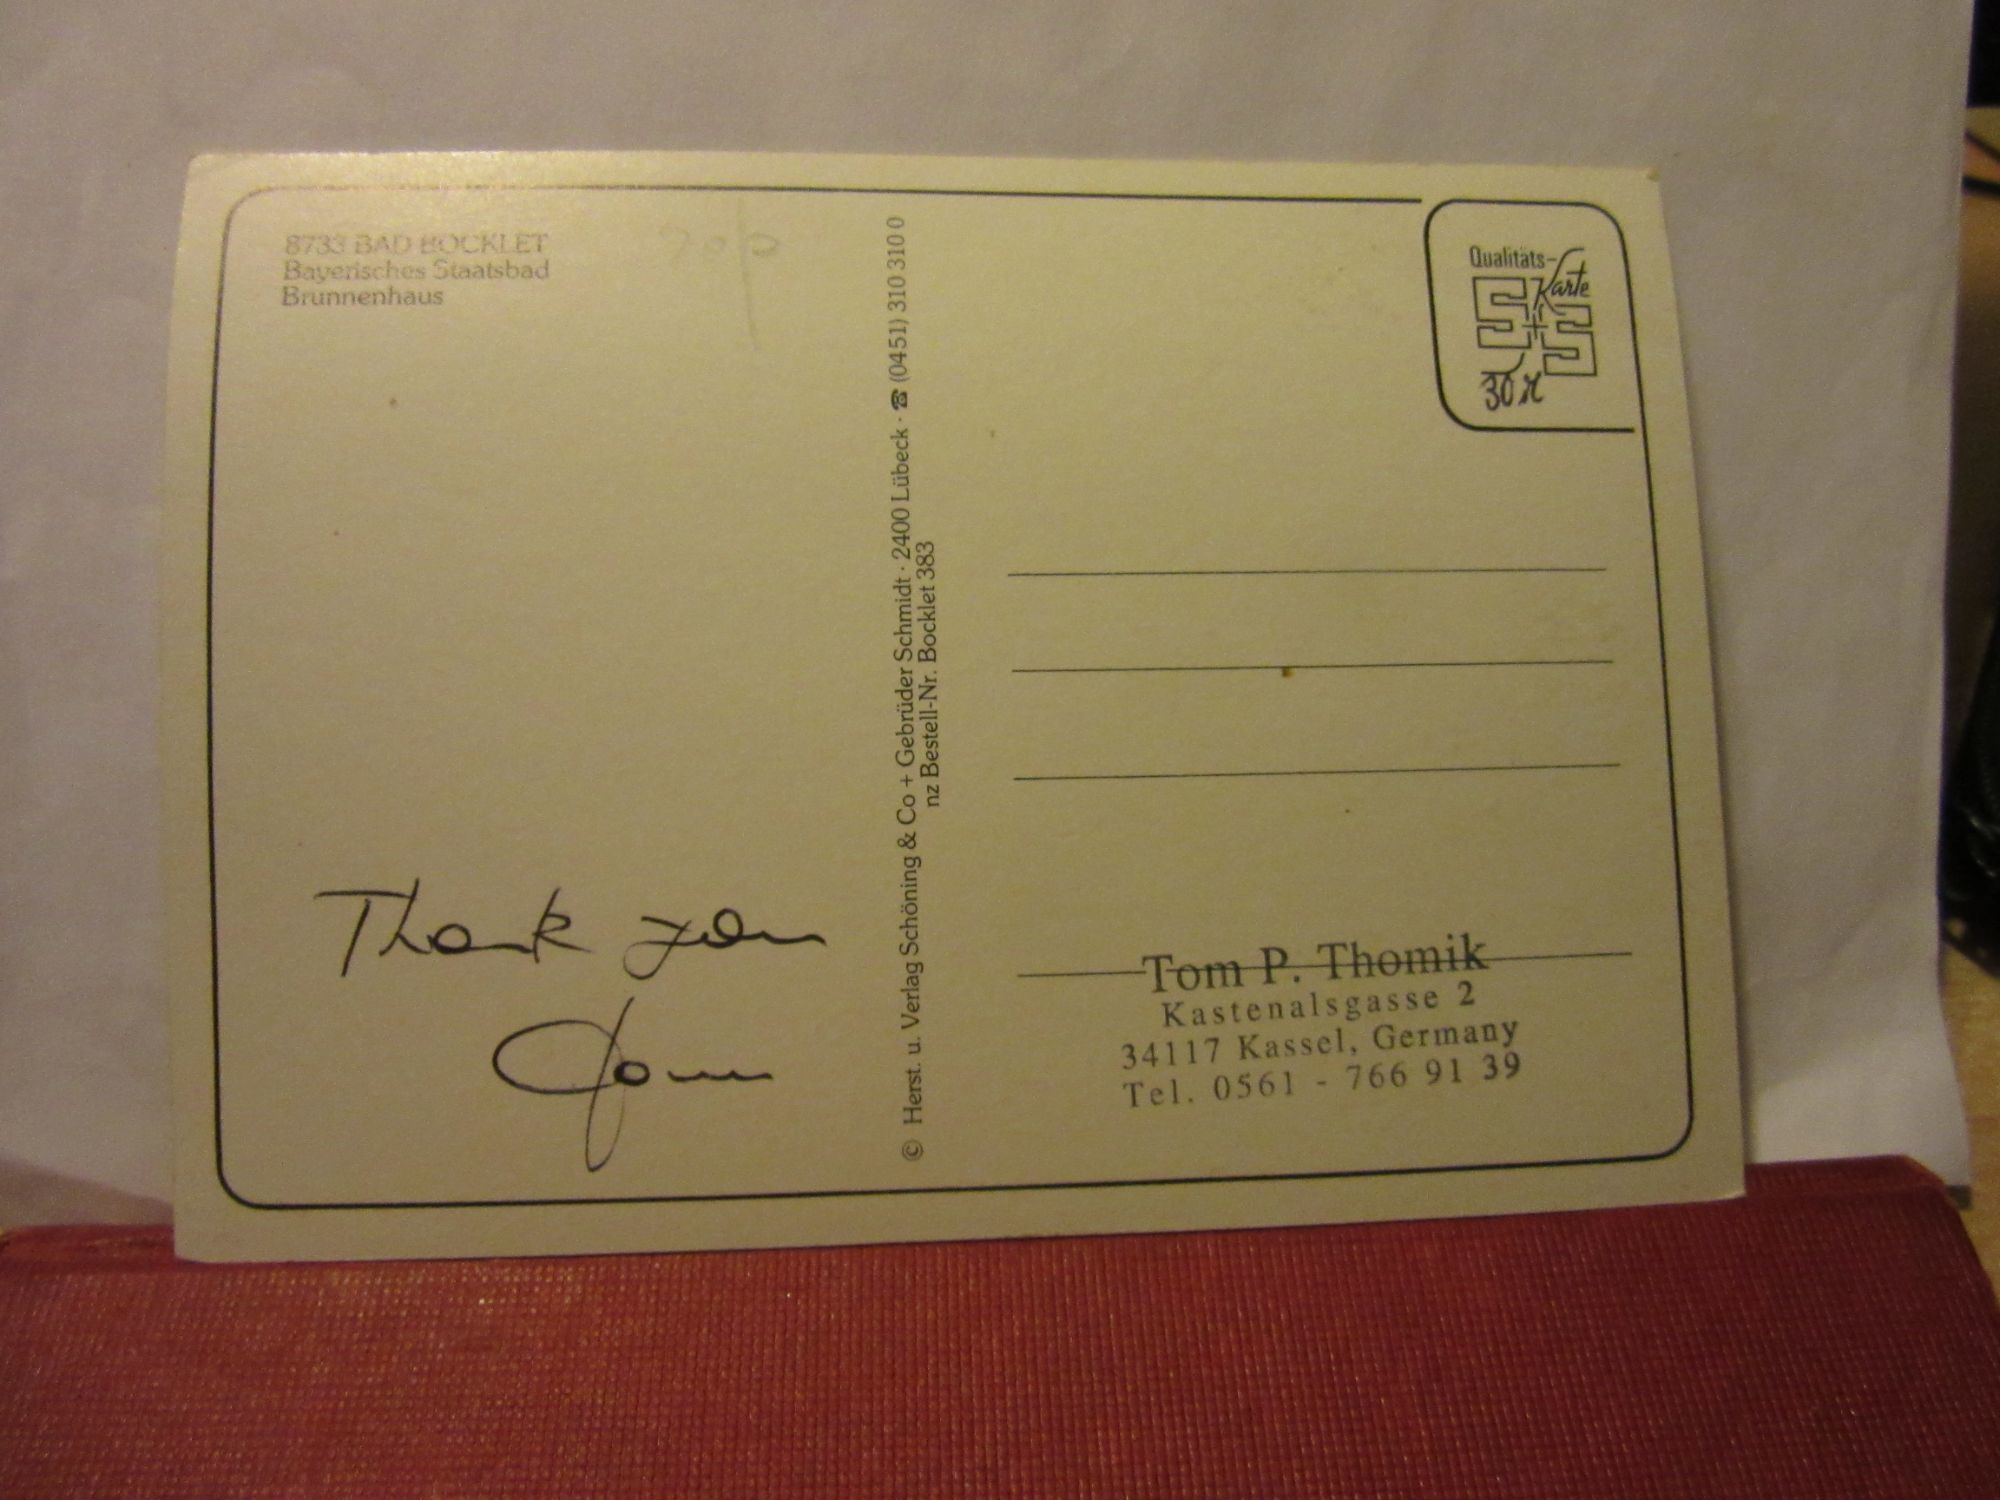 8733 BAD BOCKLET
Bayerisches Staatsbad
Brunnenhaus
Thank you
© Herst. u. Verlag Schöning & Co + Gebrüder Schmidt · 2400 Lübeck · ☎ (0451) 310 310 0
nz Bestell-Nr. Bocklet 383
Qualitäts-
Karte
S+S
30
Tom P. Thomik
Kastenalsgasse 2
34117 Kassel, Germany
Tel. 0561 - 766 91 39